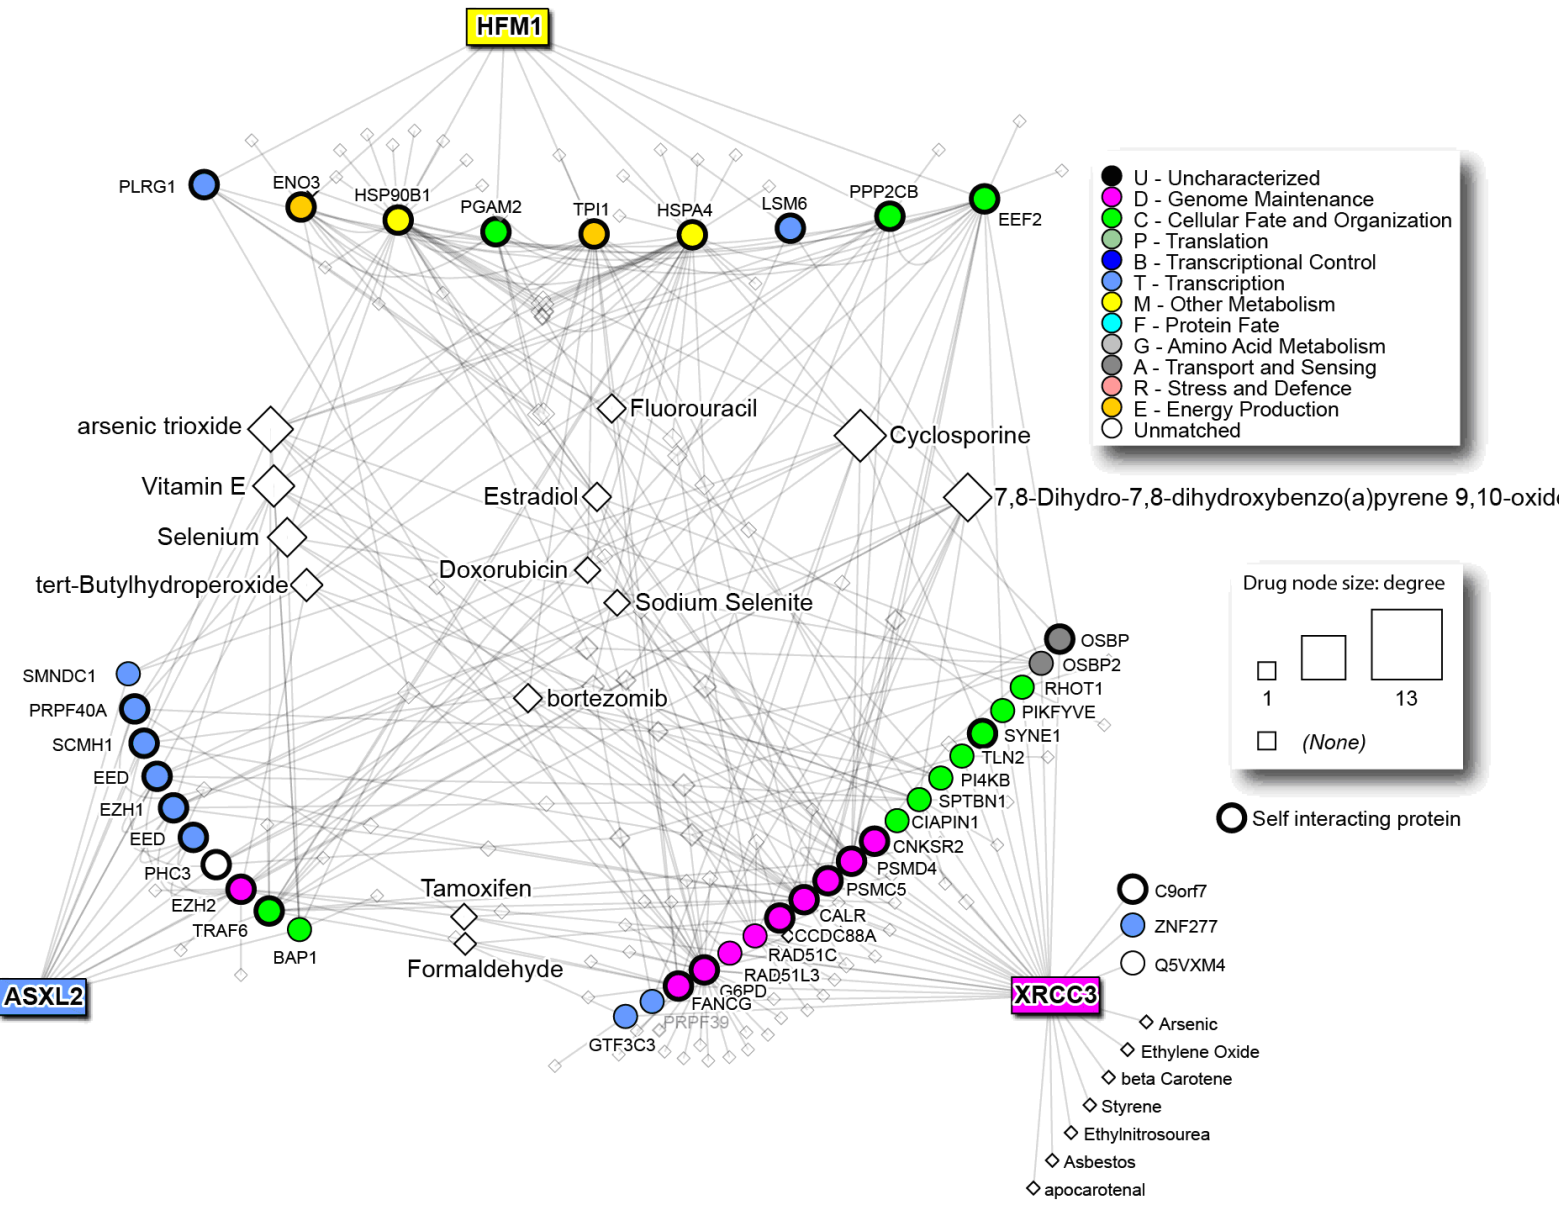 HFM1
PLRG1
ENO3
HSP90B1
PGAM2
TPI1
HSPA4
LSM6
PPP2CB
EEF2
U - Uncharacterized
D - Genome Maintenance
C - Cellular Fate and Organization
P - Translation
B - Transcriptional Control
T - Transcription
M - Other Metabolism
F - Protein Fate
G - Amino Acid Metabolism
A - Transport and Sensing
R - Stress and Defence
E - Energy Production
Unmatched
arsenic trioxide
Fluorouracil
Cyclosporine
Vitamin E
Estradiol
7,8-Dihydro-7,8-dihydroxybenzo(a)pyrene 9,10-oxide
Selenium
Doxorubicin
tert-Butylhydroperoxide
Sodium Selenite
Drug node size: degree
1
13
(None)
Self interacting protein
bortezomib
SMNDC1
PRPF40A
SCMH1
EED
EZH1
EED
PHC3
EZH2
TRAF6
BAP1
ASXL2
OSBP
OSBP2
RHOT1
PIKFYVE
SYNE1
TLN2
PI4KB
SPTBN1
CIAPIN1
CNKSR2
PSMD4
PSMC5
CALR
CCDC88A
RAD51C
RAD51L3
G6PD
FANCG
PRPF39
GTF3C3
Tamoxifen
Formaldehyde
C9orf7
ZNF277
Q5VXM4
XRCC3
Arsenic
Ethylene Oxide
beta Carotene
Styrene
Ethylnitrosourea
Asbestos
apocarotenal